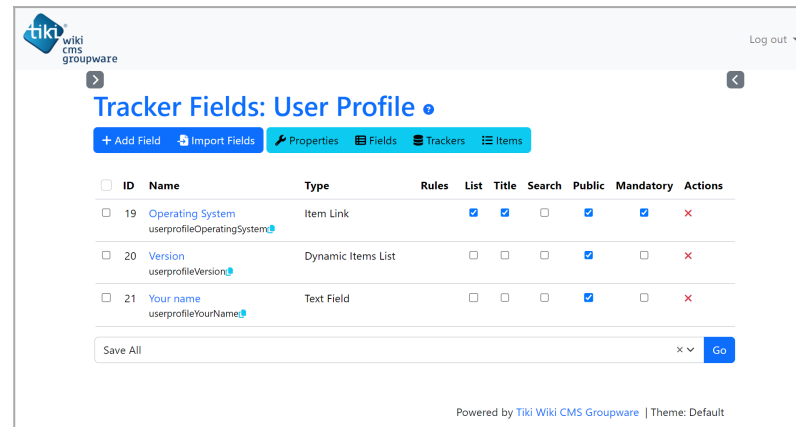 tiki wiki
cms
groupware
Log out
Tracker Fields: User Profile
Add Field Import Fields Properties Fields Trackers Items
ID Name Type Rules List Title Search Public Mandatory Actions
19 Operating System Item Link
userprofileOperatingSystem
20 Version Dynamic Items List
userprofileVersion
21 Your name Text Field
userprofileYourName
Save All Go
Powered by Tiki Wiki CMS Groupware | Theme: Default